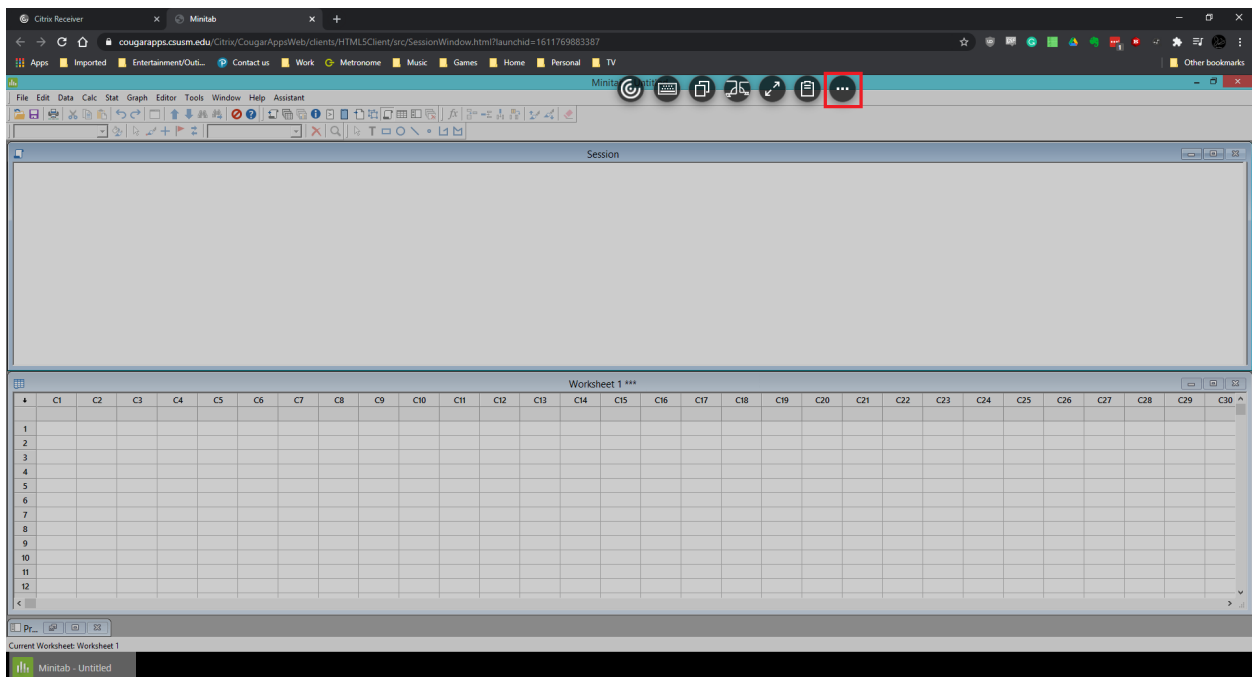 Citrix Receiver Minitab
cougarapps.csusm.edu/Citrix/CougarAppsWeb/clients/HTML5Client/src/SessionWindow.html?launchid=1611769883387
Apps Imported Entertainment/Outi... Contact us Work Metronome Music Games Home Personal TV Other bookmarks
File Edit Data Calc Stat Graph Editor Tools Window Help Assistant
Session
Worksheet 1 ***
C1 C2 C3 C4 C5 C6 C7 C8 C9 C10 C11 C12 C13 C14 C15 C16 C17 C18 C19 C20 C21 C22 C23 C24 C25 C26 C27 C28 C29 C30
1
2
3
4
5
6
7
8
9
10
11
12
Pr...
Current Worksheet: Worksheet 1
Minitab - Untitled